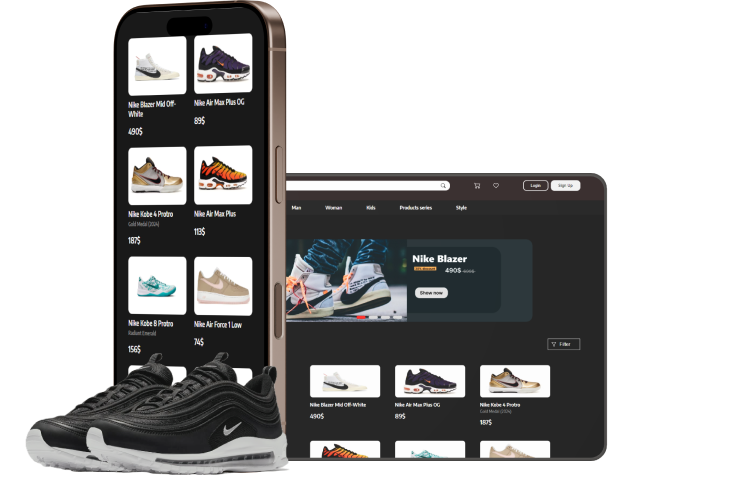 Nike Blazer Mid Off-
White
490$
Nike Air Max Plus OG
89$
Nike Kobe 4 Protro
Gold Medal (2024)
187$
Nike Air Max Plus
113$
Nike Kobe 8 Protro
Radiant Emerald
156$
Nike Air Force 1 Low
74$
Login
Sign Up
Man
Woman
Kids
Products series
Style
Nike Blazer
490$
Show now
Filter
Nike Blazer Mid Off-White
490$
Nike Air Max Plus OG
89$
Nike Kobe 4 Protro
Gold Medal (2024)
187$